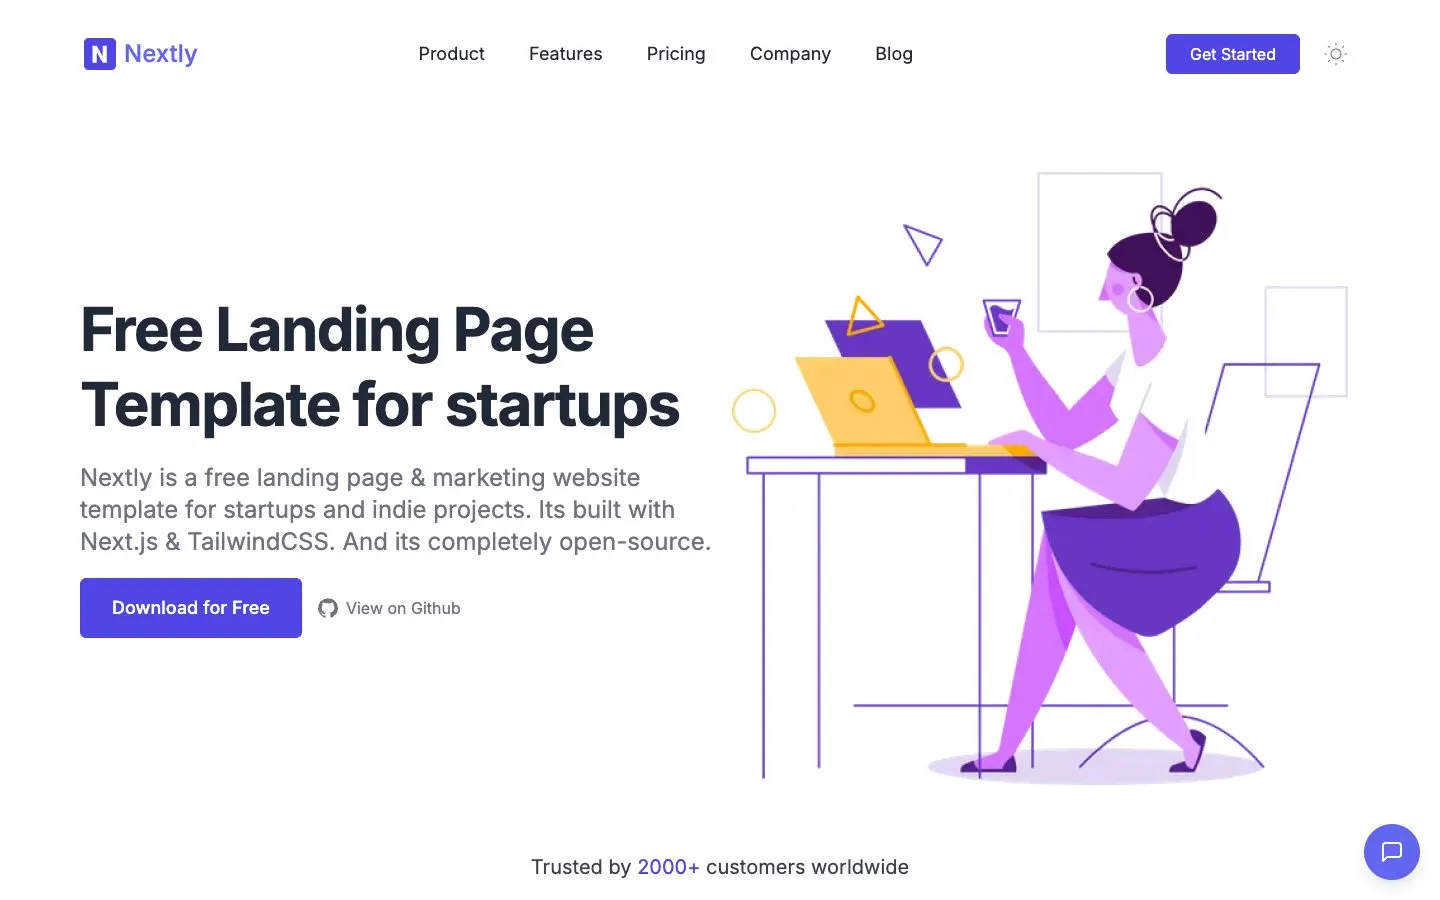 N Nextly
Product
Features
Pricing
Company
Blog
Get Started
Free Landing Page
Template for startups
Nextly is a free landing page & marketing website
template for startups and indie projects. Its built with
Next.js & TailwindCSS. And its completely open-source.
Download for Free
View on Github
Trusted by 2000+ customers worldwide